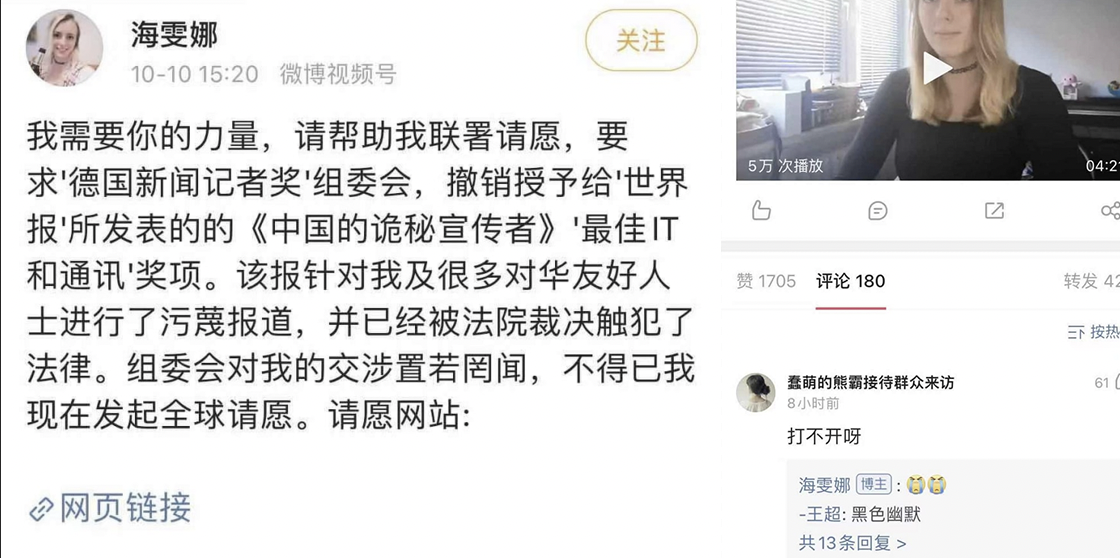 海雯娜
关注
10-10 15:20 微博视频号
我需要你的力量，请帮助我联署请愿，要
求'德国新闻记者奖'组委会，撤销授予给'世界
报'所发表的的《中国的诡秘宣传者》'最佳IT
和通讯'奖项。该报针对我及很多对华友好人
士进行了污蔑报道，并已经被法院裁决触犯了
法律。组委会对我的交涉置若罔闻，不得已我
现在发起全球请愿。请愿网站:
网页链接
5万 次播放
04:2
赞 1705 评论 180
转发 42
按热
蠢萌的熊霸接待群众来访
61
8小时前
打不开呀
海雯娜 博主 : 😭😭
-王超: 黑色幽默
共13条回复 >